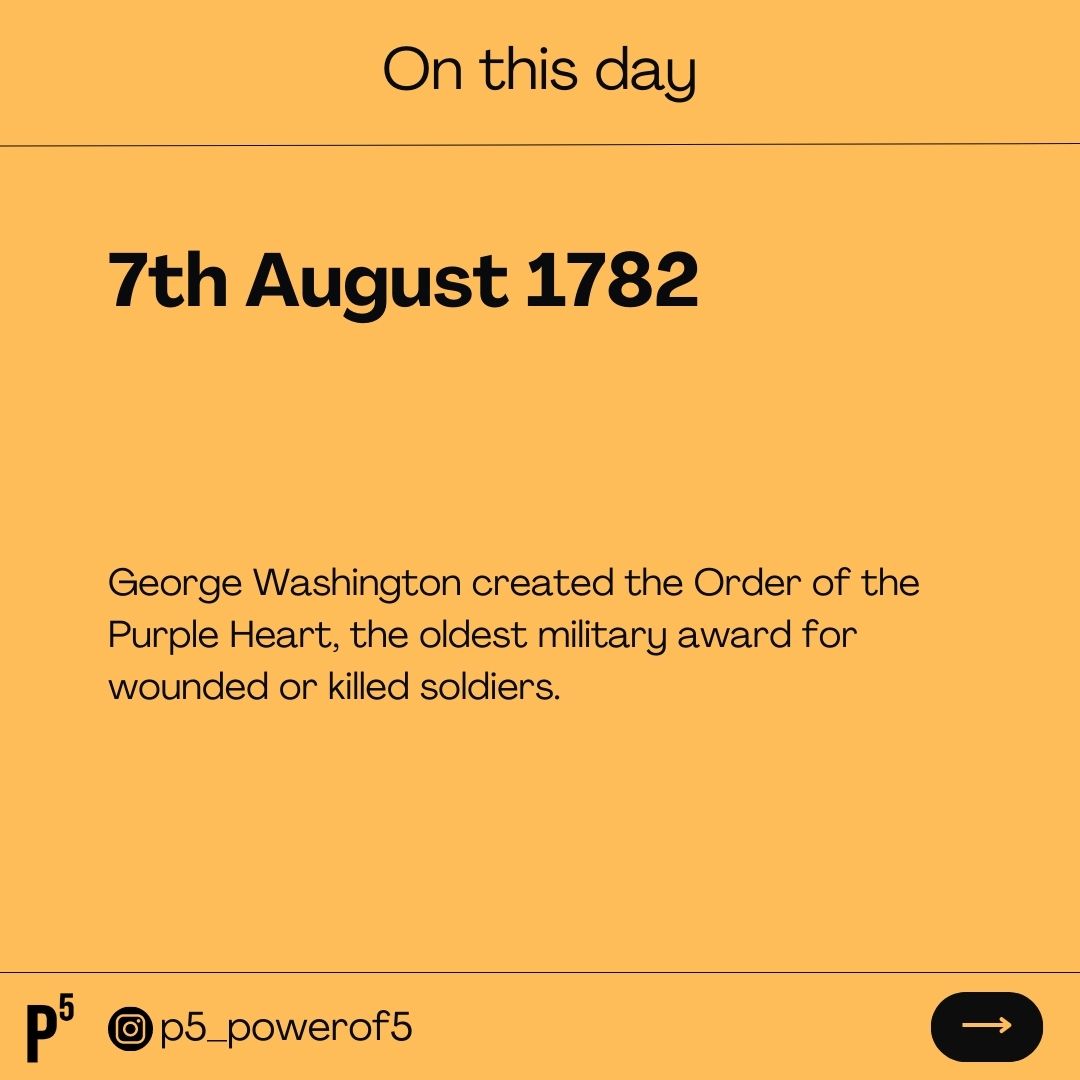 On this day
7th August 1782
George Washington created the Order of the
Purple Heart, the oldest military award for
wounded or killed soldiers.
P5 p5_powerof5